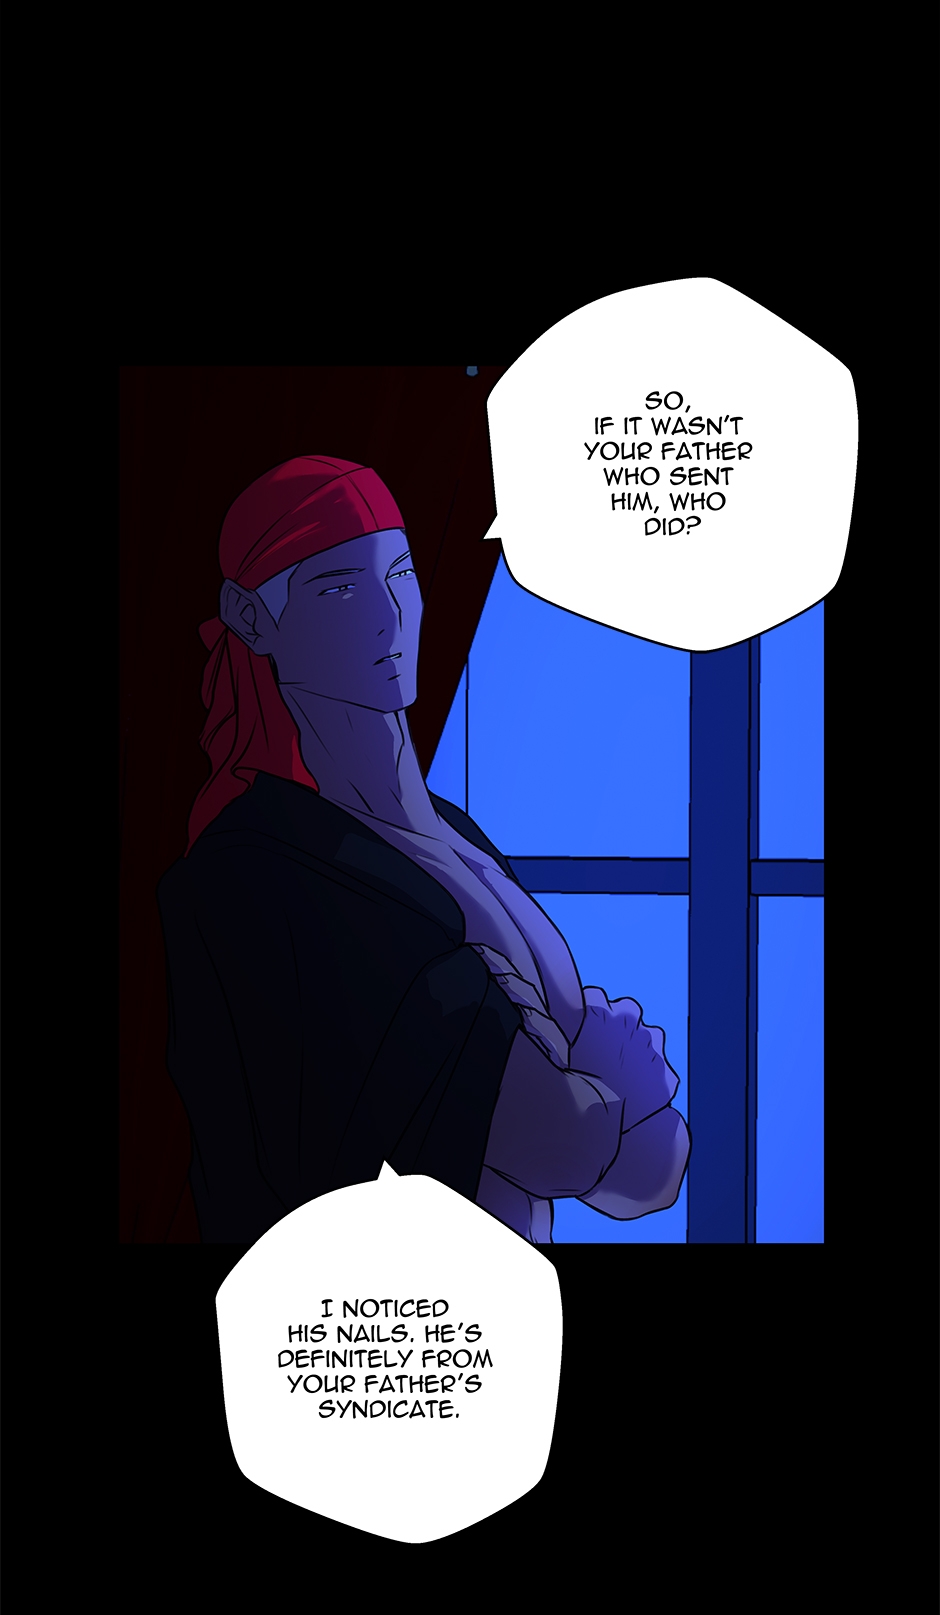 SO,
IF IT WASN'T
YOUR FATHER
WHO SENT
HIM, WHO
DID?
I NOTICED
HIS NAILS. HE'S
DEFINITELY FROM
YOUR FATHER'S
SYNDICATE.